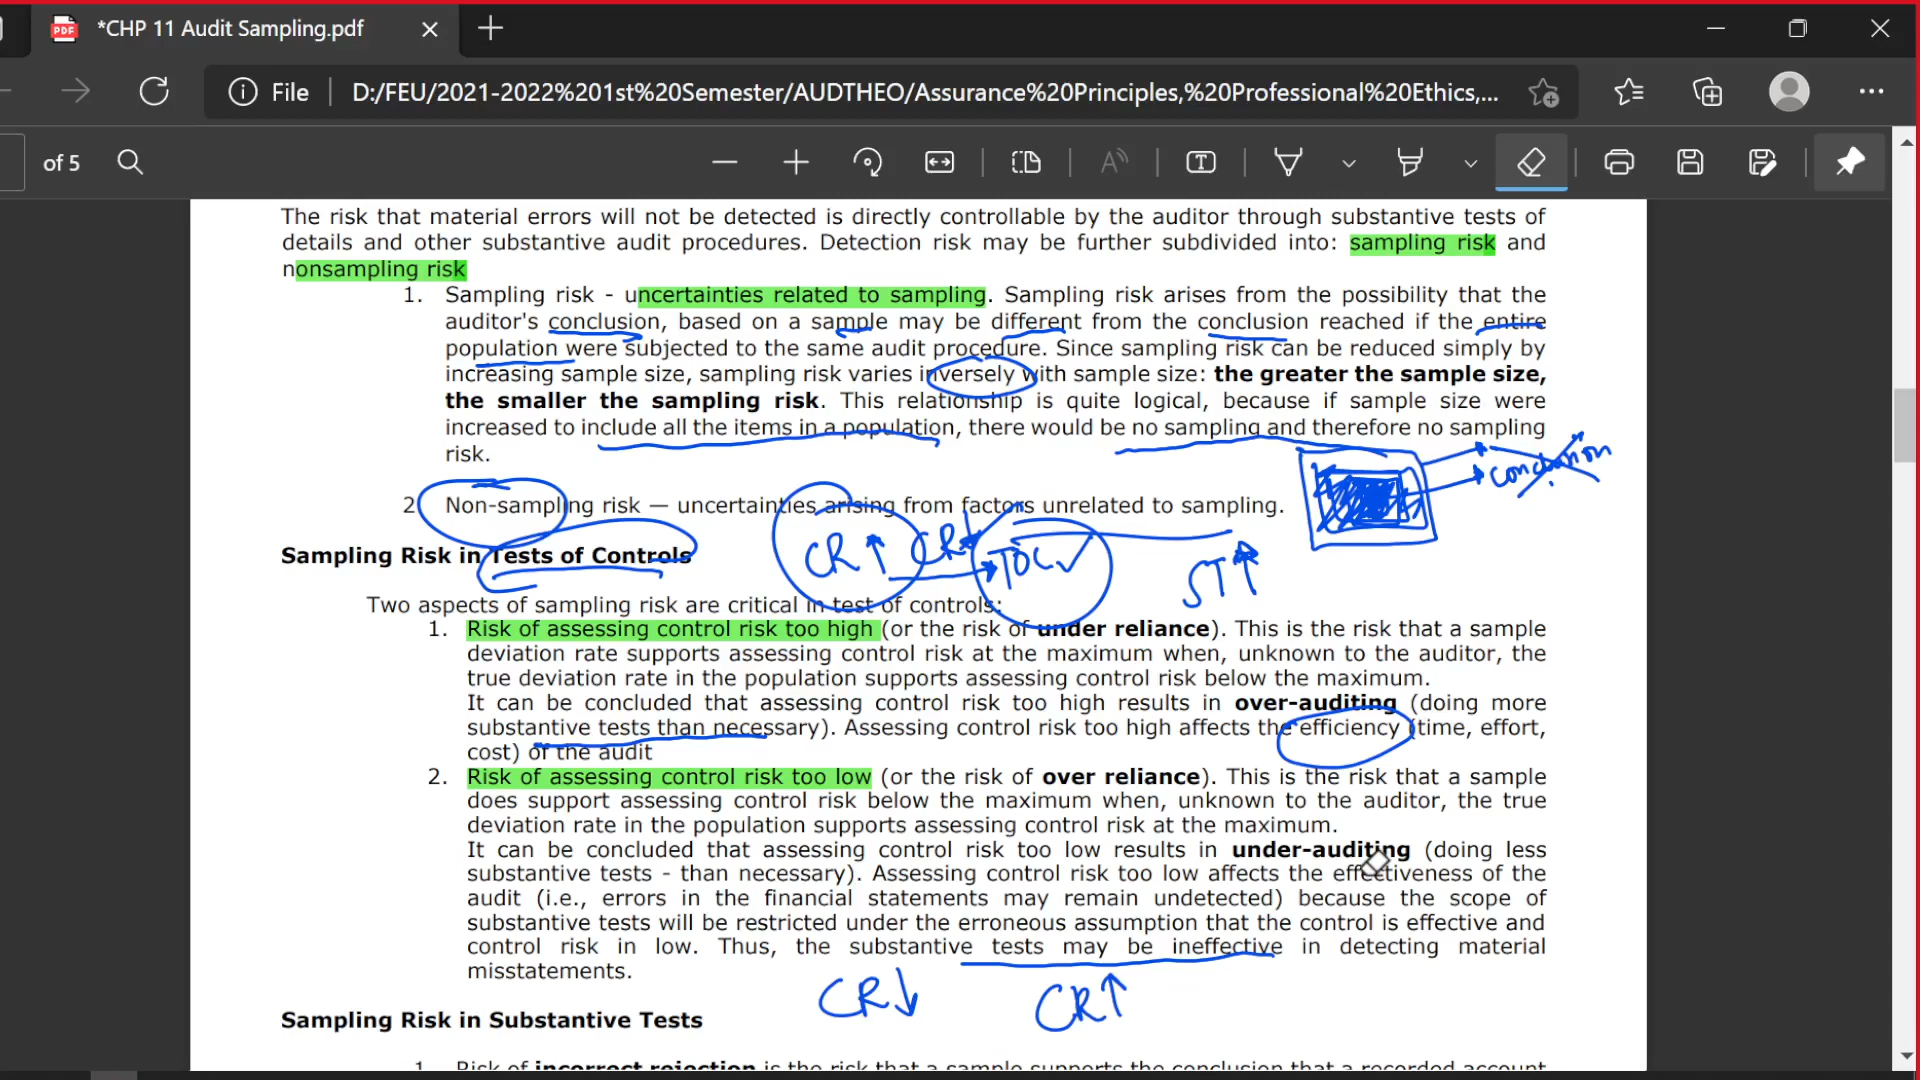 *CHP 11 Audit Sampling.pdf
File
D:/FEU/2021-2022%201st%20Semester/AUDTHEO/Assurance%20Principles,%20Professional%20Ethics,...
of 5
The risk that material errors will not be detected is directly controllable by the auditor through substantive tests of
details and other substantive audit procedures. Detection risk may be further subdivided into: sampling risk and
nonsampling risk
1. Sampling risk - uncertainties related to sampling. Sampling risk arises from the possibility that the
auditor's conclusion, based on a sample may be different from the conclusion reached if the entire
population were subjected to the same audit procedure. Since sampling risk can be reduced simply by
increasing sample size, sampling risk varies inversely with sample size: the greater the sample size,
the smaller the sampling risk. This relationship is quite logical, because if sample size were
increased to include all the items in a population, there would be no sampling and therefore no sampling
risk.
conclusion
2 Non-sampling risk — uncertainties arising from factors unrelated to sampling.
Sampling Risk in Tests of Controls
CR↑ CR↓ TOC✓ ST↑
Two aspects of sampling risk are critical in test of controls:
1. Risk of assessing control risk too high (or the risk of under reliance). This is the risk that a sample
deviation rate supports assessing control risk at the maximum when, unknown to the auditor, the
true deviation rate in the population supports assessing control risk below the maximum.
It can be concluded that assessing control risk too high results in over-auditing (doing more
substantive tests than necessary). Assessing control risk too high affects the efficiency (time, effort,
cost) of the audit
2. Risk of assessing control risk too low (or the risk of over reliance). This is the risk that a sample
does support assessing control risk below the maximum when, unknown to the auditor, the true
deviation rate in the population supports assessing control risk at the maximum.
It can be concluded that assessing control risk too low results in under-auditing (doing less
substantive tests - than necessary). Assessing control risk too low affects the effectiveness of the
audit (i.e., errors in the financial statements may remain undetected) because the scope of
substantive tests will be restricted under the erroneous assumption that the control is effective and
control risk in low. Thus, the substantive tests may be ineffective in detecting material
misstatements.
CR↓ CR↑
Sampling Risk in Substantive Tests
1. Risk of incorrect rejection is the risk that a sample supports the conclusion that a recorded account